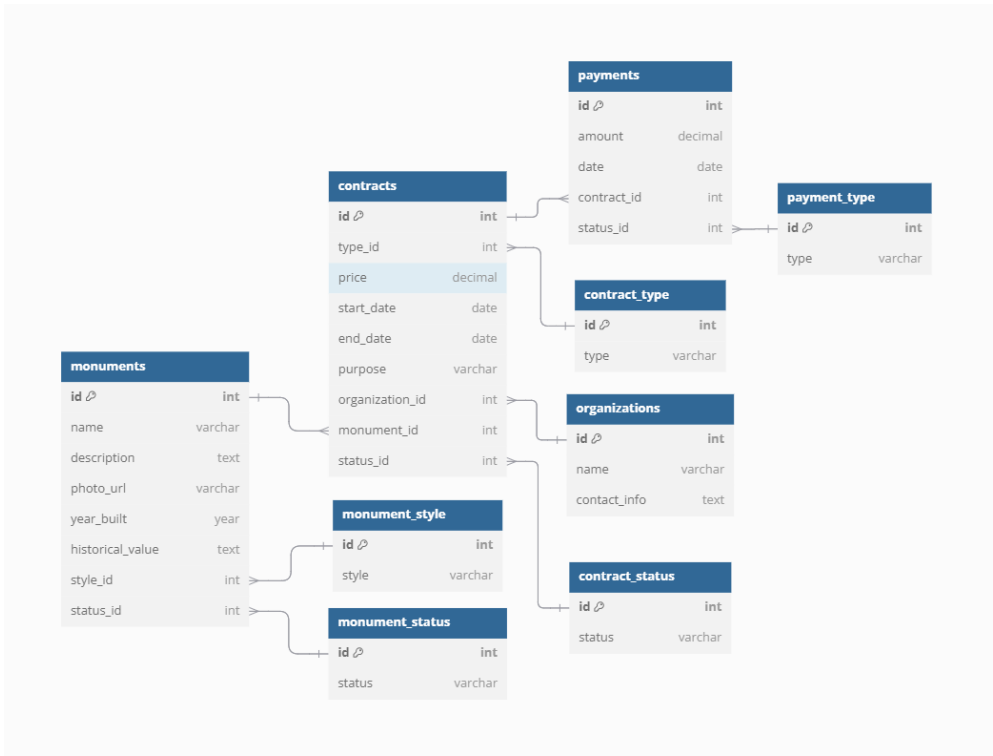 payments
id int
amount decimal
date date
contract_id int
status_id int
payment_type
id int
type varchar
contracts
id int
type_id int
price decimal
start_date date
end_date date
purpose varchar
organization_id int
monument_id int
status_id int
contract_type
id int
type varchar
monuments
id int
name varchar
description text
photo_url varchar
year_built year
historical_value text
style_id int
status_id int
organizations
id int
name varchar
contact_info text
monument_style
id int
style varchar
contract_status
id int
status varchar
monument_status
id int
status varchar